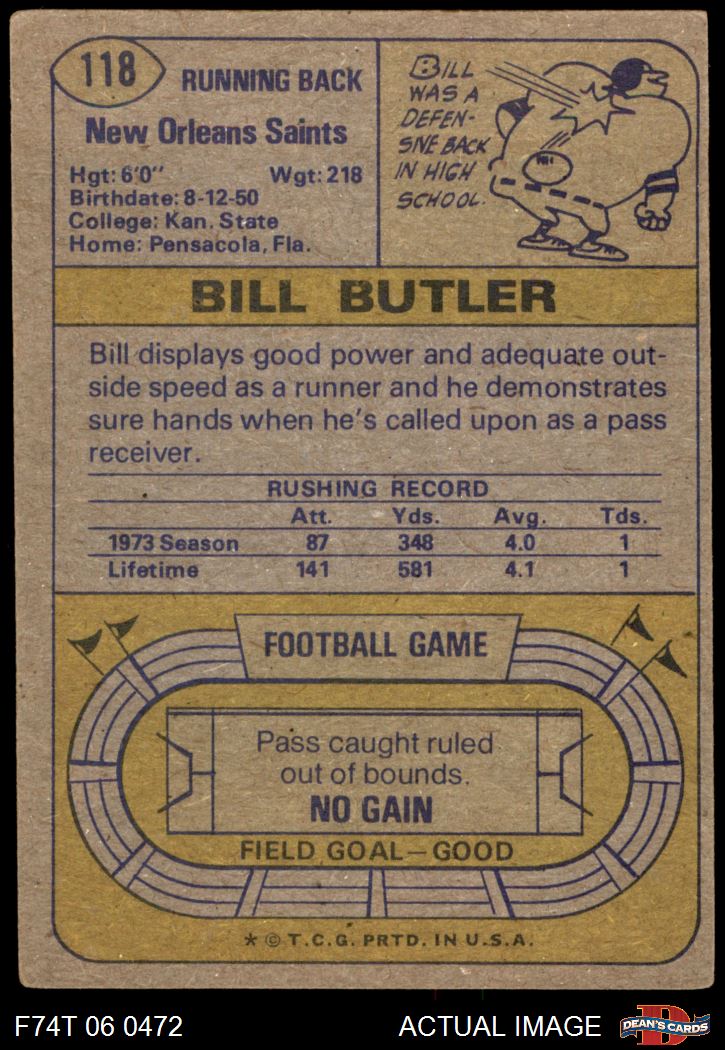 118
RUNNING BACK
New Orleans Saints
Hgt: 6'0" Wgt: 218
Birthdate: 8-12-50
College: Kan. State
Home: Pensacola, Fla.
BILL
WAS A
DEFEN-
SIVE BACK
IN HIGH
SCHOOL.
BILL BUTLER
Bill displays good power and adequate out-
side speed as a runner and he demonstrates
sure hands when he's called upon as a pass
receiver.
RUSHING RECORD
Att. Yds. Avg. Tds.
1973 Season 87 348 4.0 1
Lifetime 141 581 4.1 1
FOOTBALL GAME
Pass caught ruled
out of bounds.
NO GAIN
FIELD GOAL—GOOD
* © T.C.G. PRTD. IN U.S.A.
F74T 06 0472 ACTUAL IMAGE
D
DEAN'S CARDS